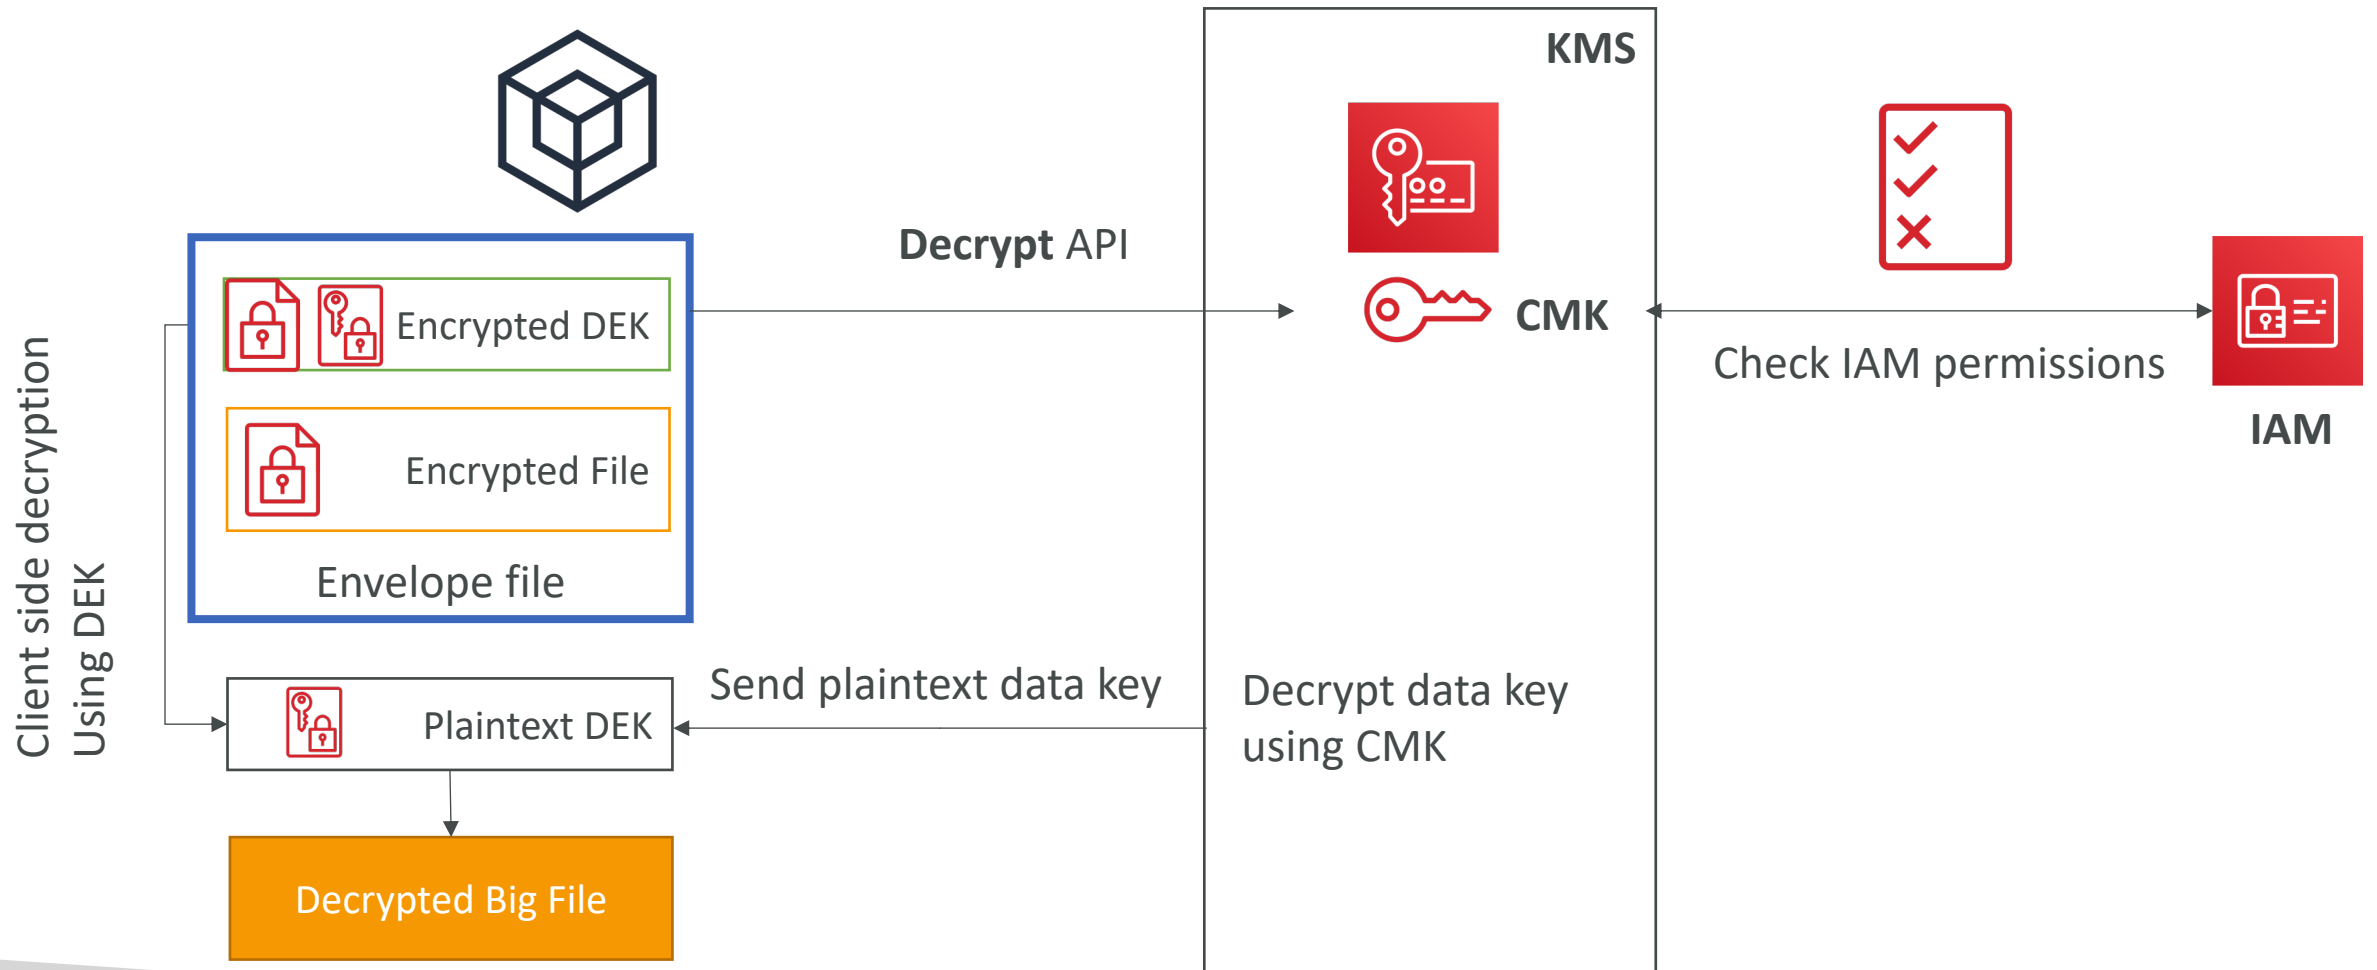 KMS
Decrypt API
Encrypted DEK
CMK
Check IAM permissions
IAM
Encrypted File
Envelope file
Client side decryption
Using DEK
Send plaintext data key
Decrypt data key
using CMK
Plaintext DEK
Decrypted Big File